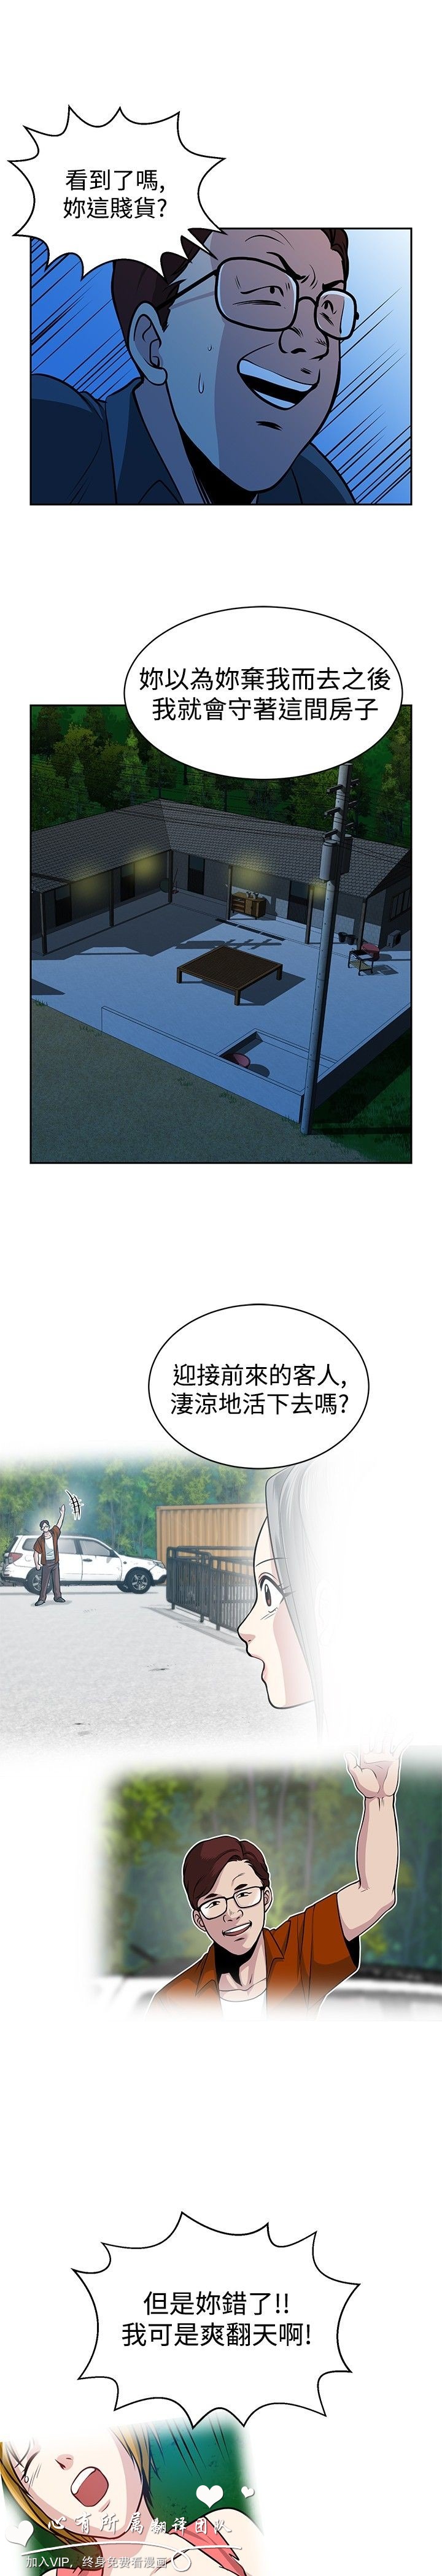 看到了嗎,
妳這賤貨?
妳以為妳棄我而去之後
我就會守著這間房子
迎接前來的客人,
淒涼地活下去嗎?
但是妳錯了!!
我可是爽翻天啊!
心有所属翻译团队
加入VIP，终身免费看漫画